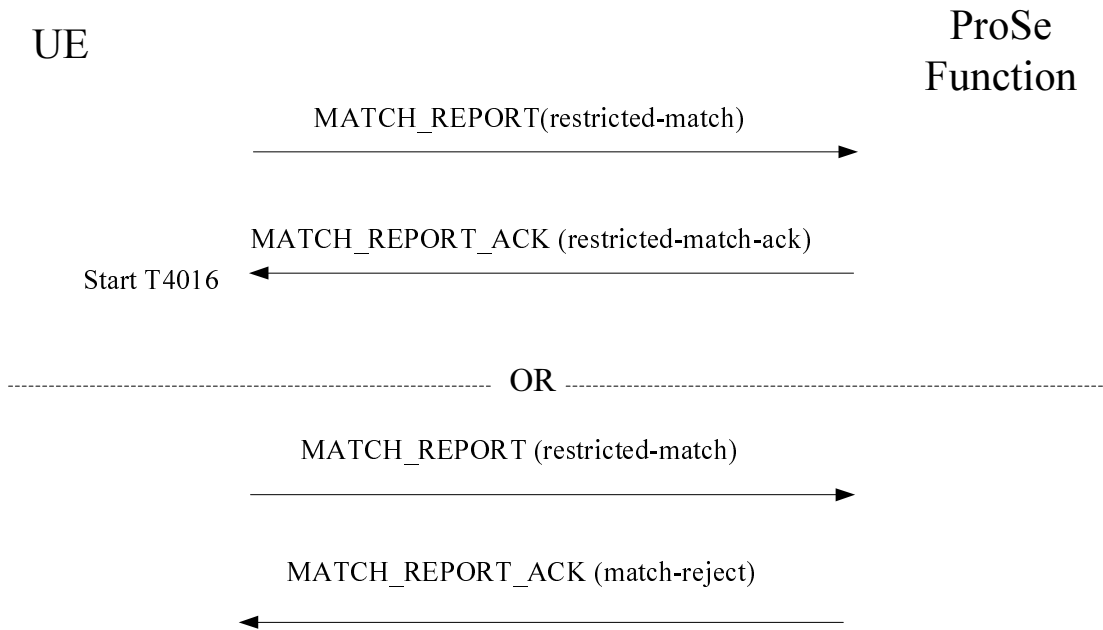 UE
ProSe
Function
MATCH_REPORT(restricted-match)
MATCH_REPORT_ACK (restricted-match-ack)
Start T4016
OR
MATCH_REPORT (restricted-match)
MATCH_REPORT_ACK (match-reject)